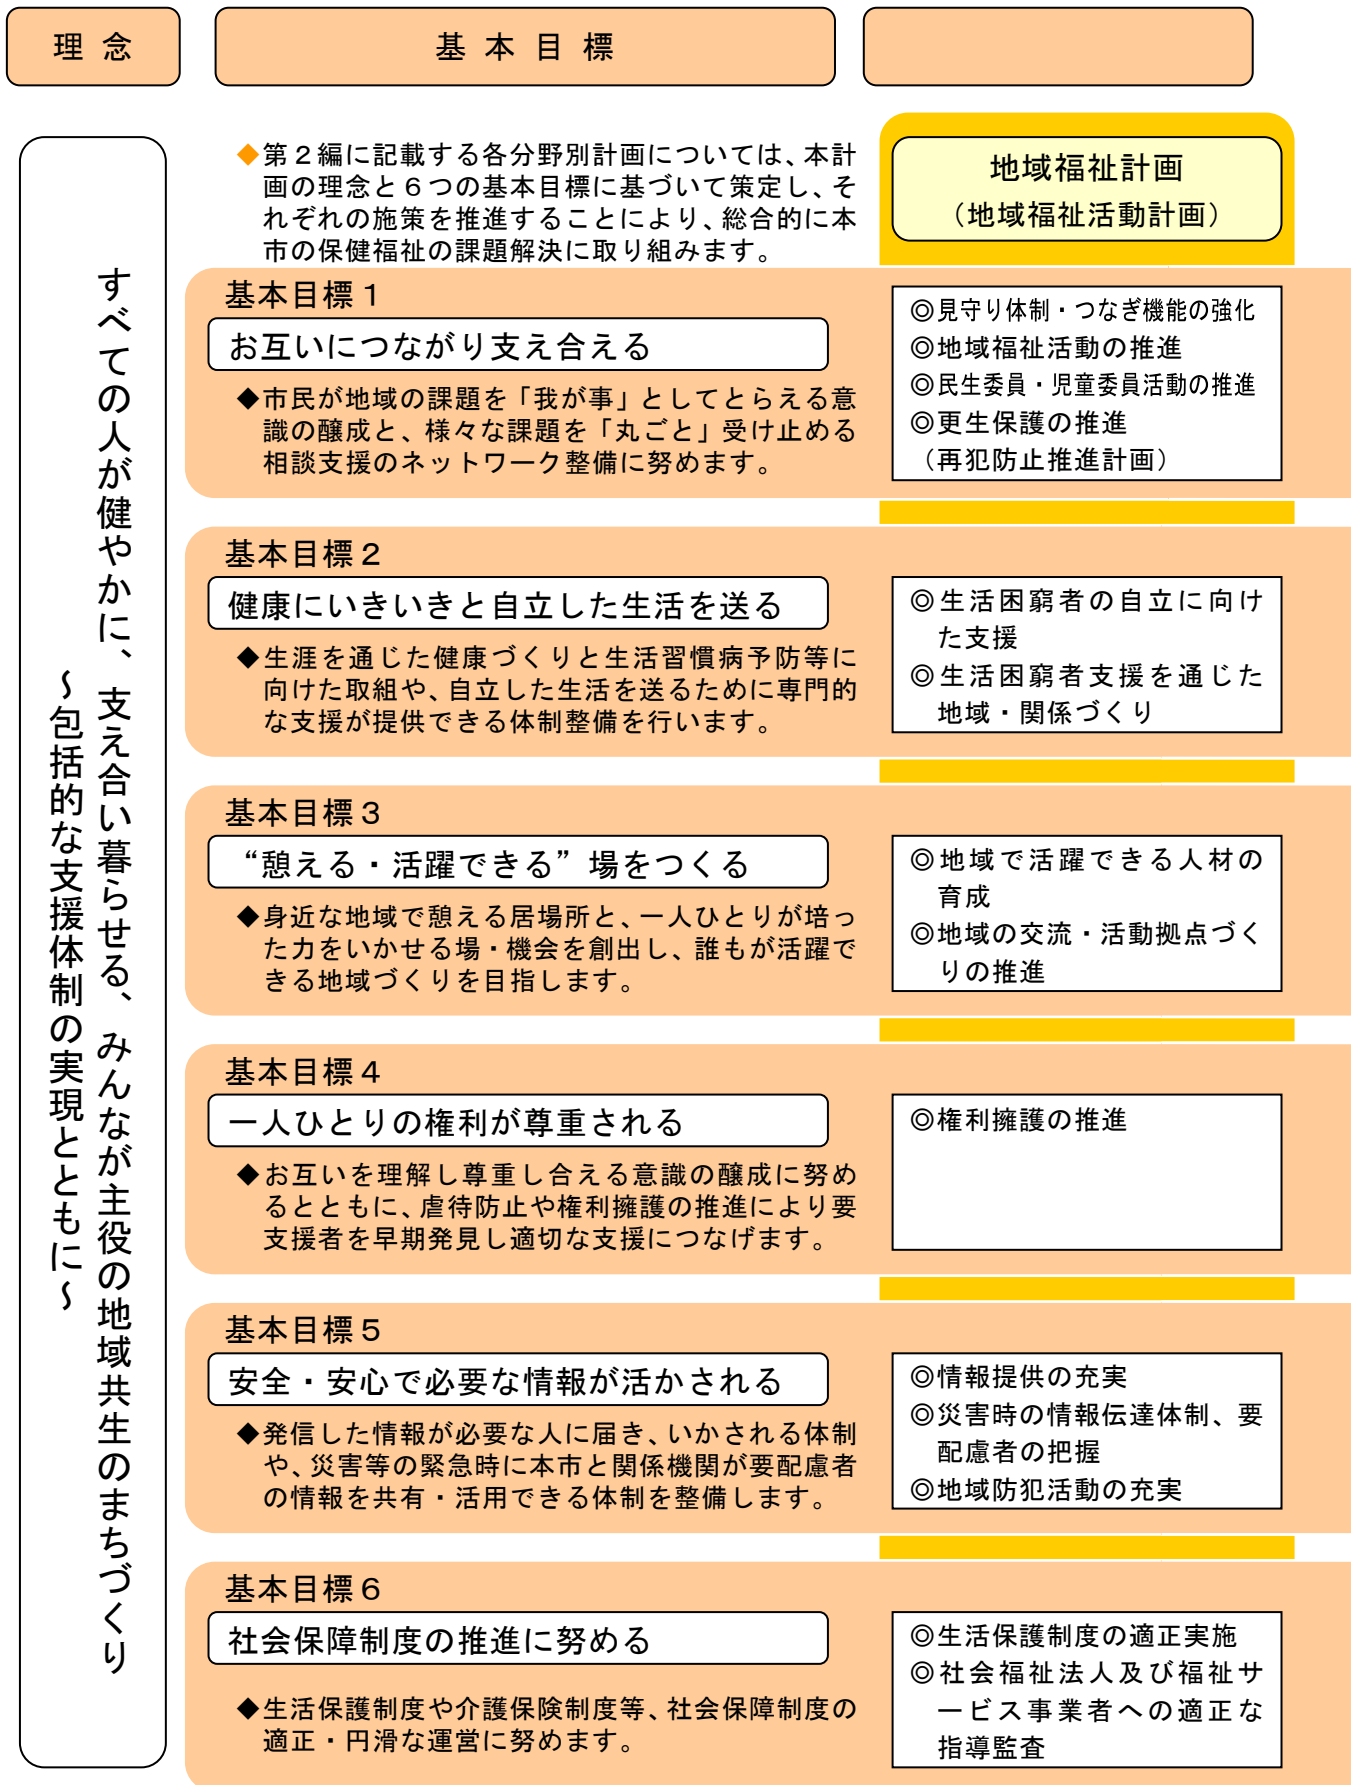 理念
基本目標
すべての人が健やかに、支え合い暮らせる、みんなが主役の地域共生のまちづくり
～包括的な支援体制の実現とともに～
◆第２編に記載する各分野別計画については、本計
画の理念と６つの基本目標に基づいて策定し、そ
れぞれの施策を推進することにより、総合的に本
市の保健福祉の課題解決に取り組みます。
地域福祉計画
（地域福祉活動計画）
基本目標１
お互いにつながり支え合える
◆市民が地域の課題を「我が事」としてとらえる意
識の醸成と、様々な課題を「丸ごと」受け止める
相談支援のネットワーク整備に努めます。
◎見守り体制・つなぎ機能の強化
◎地域福祉活動の推進
◎民生委員・児童委員活動の推進
◎更生保護の推進
（再犯防止推進計画）
基本目標２
健康にいきいきと自立した生活を送る
◆生涯を通じた健康づくりと生活習慣病予防等に
向けた取組や、自立した生活を送るために専門的
な支援が提供できる体制整備を行います。
◎生活困窮者の自立に向け
た支援
◎生活困窮者支援を通じた
地域・関係づくり
基本目標３
“憩える・活躍できる”場をつくる
◆身近な地域で憩える居場所と、一人ひとりが培っ
た力をいかせる場・機会を創出し、誰もが活躍で
きる地域づくりを目指します。
◎地域で活躍できる人材の
育成
◎地域の交流・活動拠点づく
りの推進
基本目標４
一人ひとりの権利が尊重される
◆お互いを理解し尊重し合える意識の醸成に努め
るとともに、虐待防止や権利擁護の推進により要
支援者を早期発見し適切な支援につなげます。
◎権利擁護の推進
基本目標５
安全・安心で必要な情報が活かされる
◆発信した情報が必要な人に届き、いかされる体制
や、災害等の緊急時に本市と関係機関が要配慮者
の情報を共有・活用できる体制を整備します。
◎情報提供の充実
◎災害時の情報伝達体制、要
配慮者の把握
◎地域防犯活動の充実
基本目標６
社会保障制度の推進に努める
◆生活保護制度や介護保険制度等、社会保障制度の
適正・円滑な運営に努めます。
◎生活保護制度の適正実施
◎社会福祉法人及び福祉サ
ービス事業者への適正な
指導監査